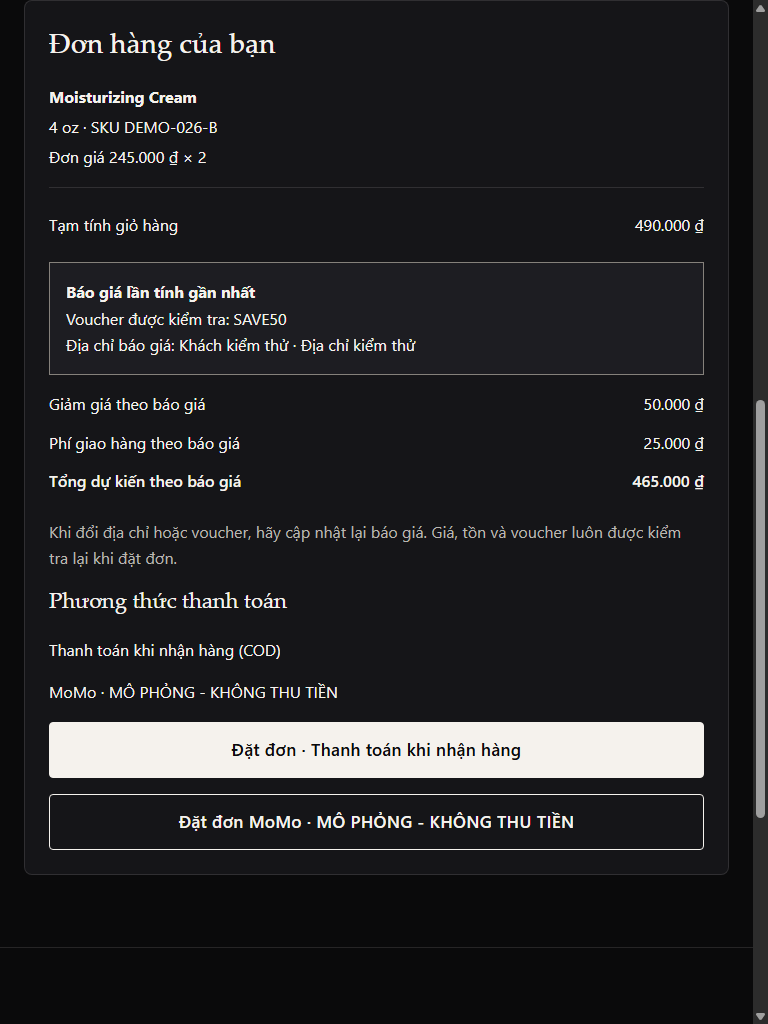 Đơn hàng của bạn
Moisturizing Cream
4 oz · SKU DEMO-026-B
Đơn giá 245.000 ₫ × 2
Tạm tính giỏ hàng 490.000 ₫
Báo giá lần tính gần nhất
Voucher được kiểm tra: SAVE50
Địa chỉ báo giá: Khách kiểm thử · Địa chỉ kiểm thử
Giảm giá theo báo giá 50.000 ₫
Phí giao hàng theo báo giá 25.000 ₫
Tổng dự kiến theo báo giá 465.000 ₫
Khi đổi địa chỉ hoặc voucher, hãy cập nhật lại báo giá. Giá, tồn và voucher luôn được kiểm
tra lại khi đặt đơn.
Phương thức thanh toán
Thanh toán khi nhận hàng (COD)
MoMo · MÔ PHỎNG - KHÔNG THU TIỀN
Đặt đơn · Thanh toán khi nhận hàng
Đặt đơn MoMo · MÔ PHỎNG - KHÔNG THU TIỀN